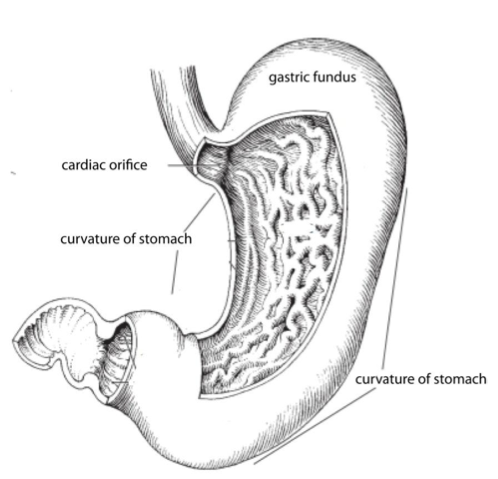 gastric fundus
cardiac orifice
curvature of stomach
curvature of stomach